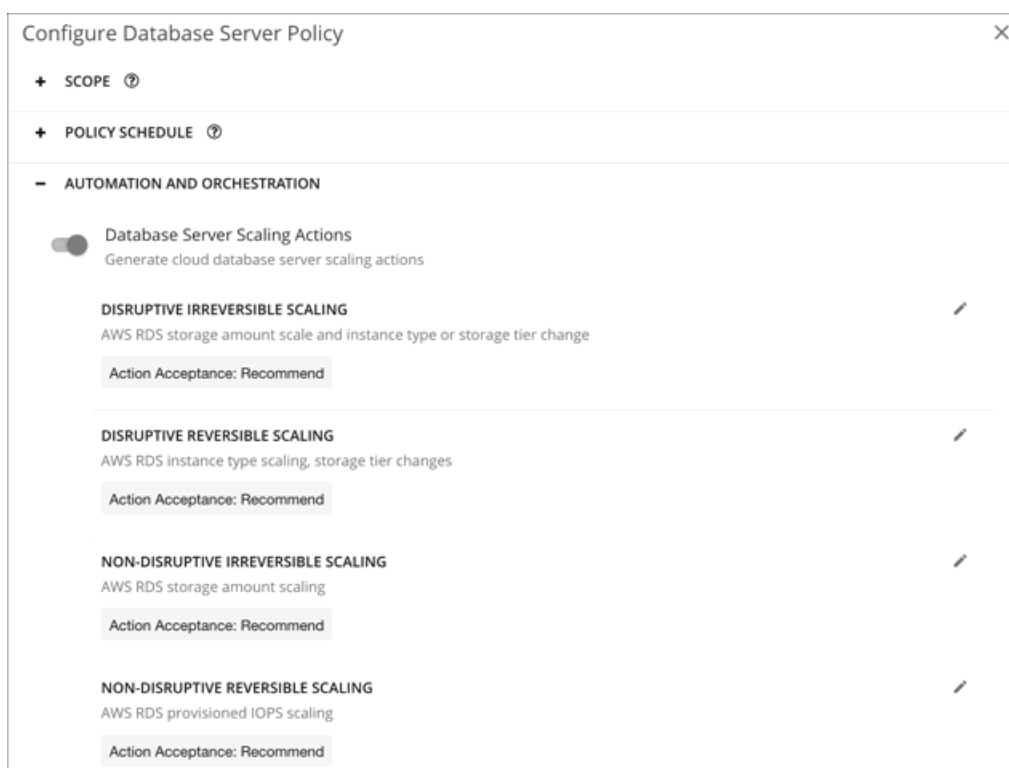 Configure Database Server Policy
SCOPE
POLICY SCHEDULE
AUTOMATION AND ORCHESTRATION
Database Server Scaling Actions
Generate cloud database server scaling actions
DISRUPTIVE IRREVERSIBLE SCALING
AWS RDS storage amount scale and instance type or storage tier change
Action Acceptance: Recommend
DISRUPTIVE REVERSIBLE SCALING
AWS RDS instance type scaling, storage tier changes
Action Acceptance: Recommend
NON-DISRUPTIVE IRREVERSIBLE SCALING
AWS RDS storage amount scaling
Action Acceptance: Recommend
NON-DISRUPTIVE REVERSIBLE SCALING
AWS RDS provisioned IOPS scaling
Action Acceptance: Recommend